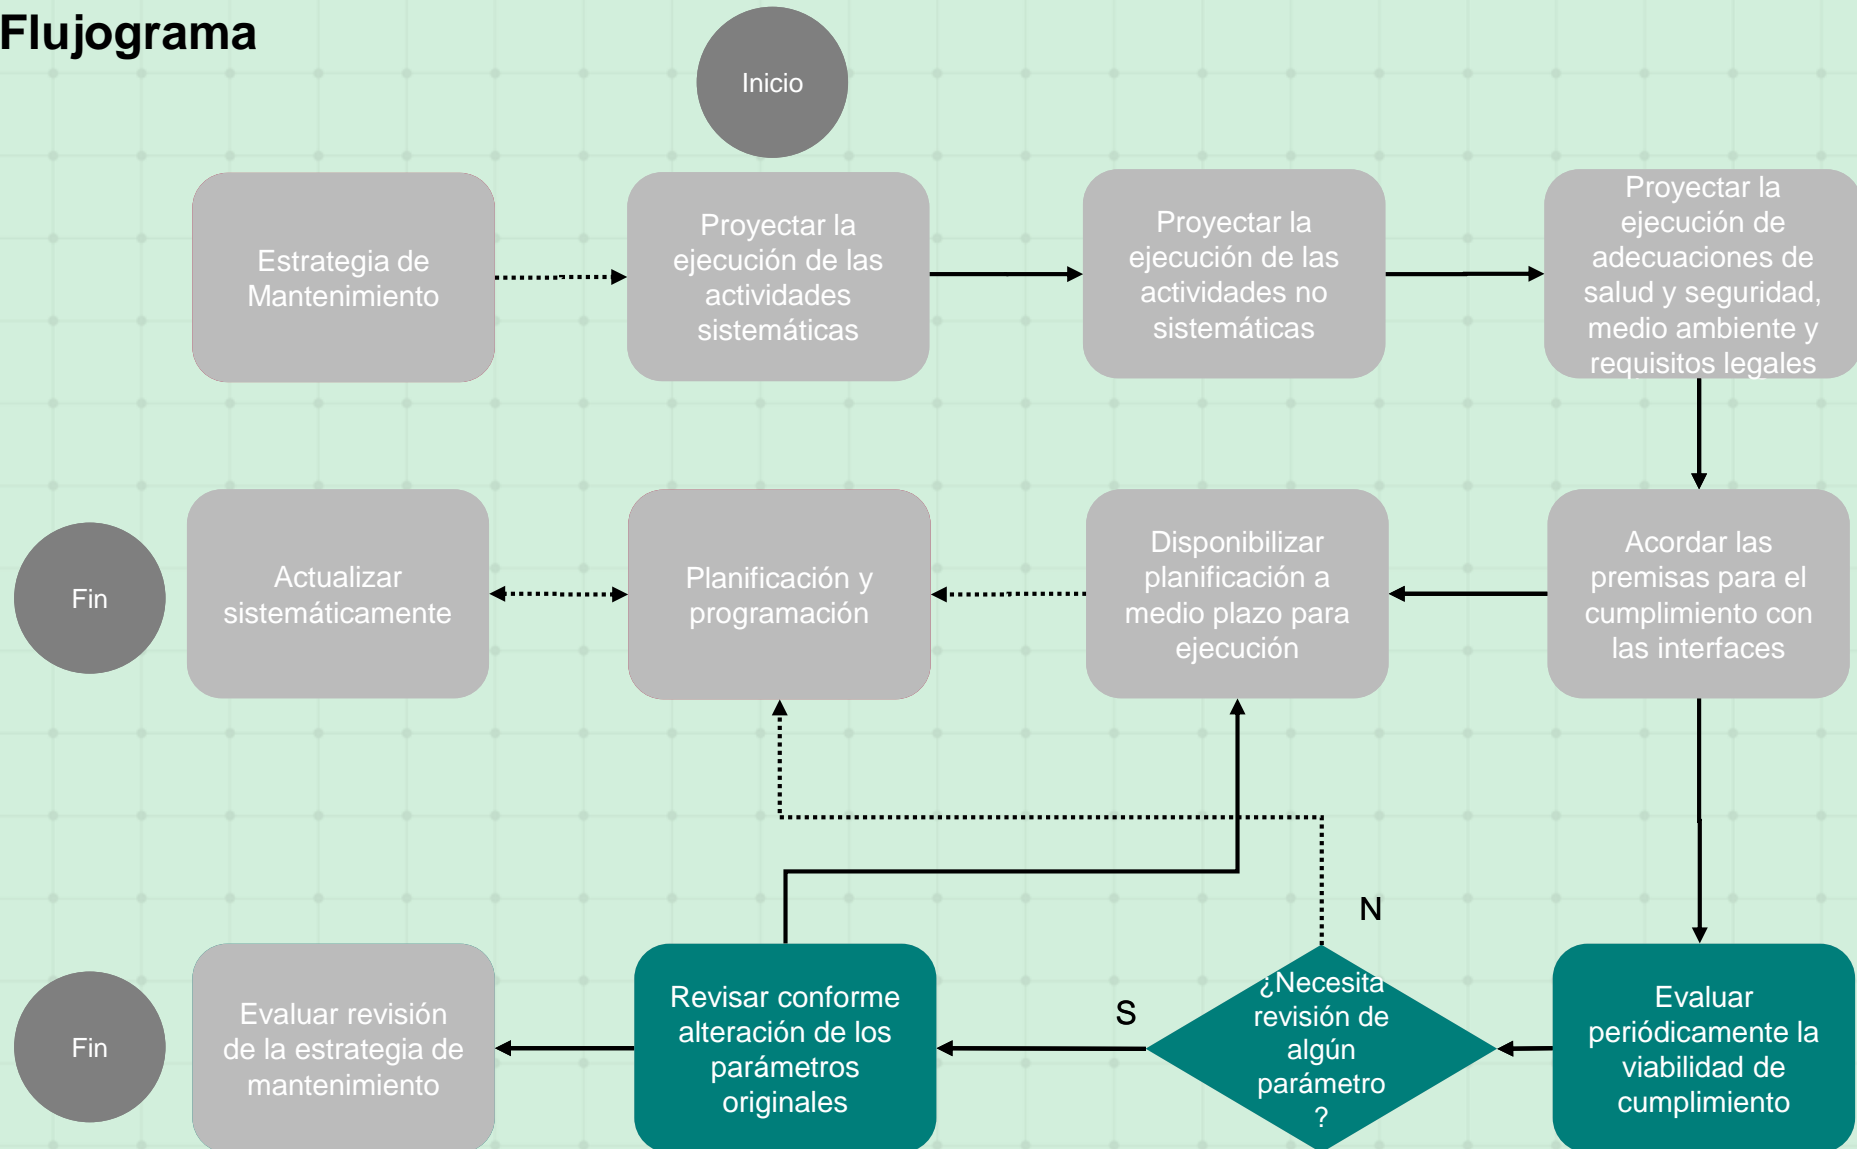 Flujograma
Inicio
Estrategia de
Mantenimiento
Proyectar la
ejecución de las
actividades
sistemáticas
Proyectar la
ejecución de las
actividades no
sistemáticas
Proyectar la
ejecución de
adecuaciones de
salud y seguridad,
medio ambiente y
requisitos legales
Fin
Actualizar
sistemáticamente
Planificación y
programación
Disponibilizar
planificación a
medio plazo para
ejecución
Acordar las
premisas para el
cumplimiento con
las interfaces
N
Fin
Evaluar revisión
de la estrategia de
mantenimiento
Revisar conforme
alteración de los
parámetros
originales
S
¿Necesita
revisión de
algún
parámetro
?
Evaluar
periódicamente la
viabilidad de
cumplimiento